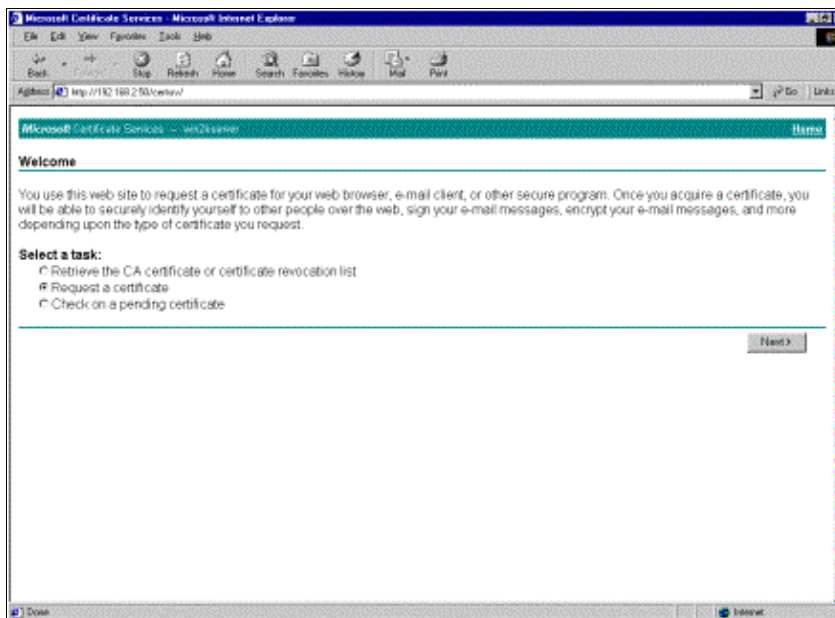 Microsoft Certificate Services - Microsoft Internet Explorer
File Edit View Favorites Tools Help
Back Forward Stop Refresh Home Search Favorites History Mail Print
Address http://192.168.2.50/certsrv/ Go Links
Microsoft Certificate Services -- win2kserver Home
Welcome
You use this web site to request a certificate for your web browser, e-mail client, or other secure program. Once you acquire a certificate, you
will be able to securely identify yourself to other people over the web, sign your e-mail messages, encrypt your e-mail messages, and more
depending upon the type of certificate you request.
Select a task:
Retrieve the CA certificate or certificate revocation list
Request a certificate
Check on a pending certificate
Next >
Done Internet